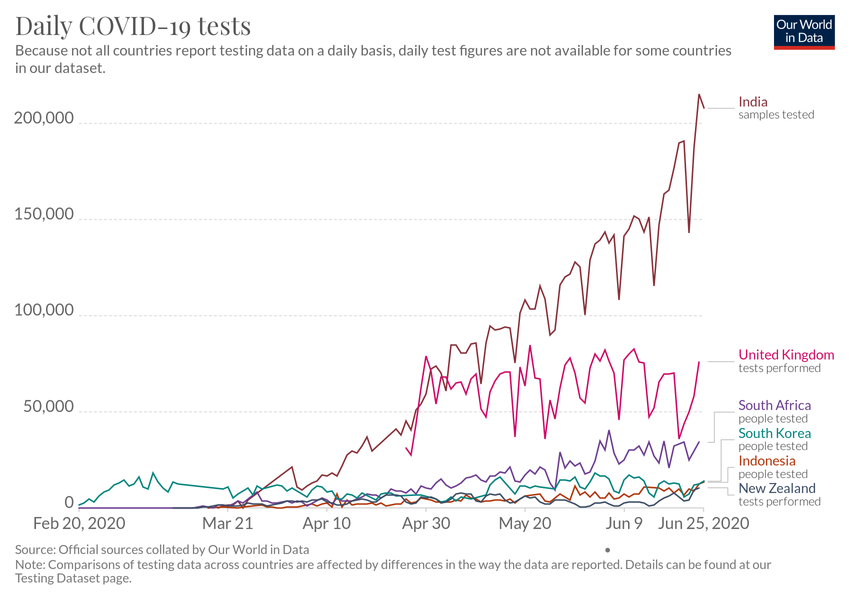 Daily COVID-19 tests
Our World
in Data
Because not all countries report testing data on a daily basis, daily test figures are not available for some countries
in our dataset.
200,000
150,000
100,000
50,000
0
India
samples tested
United Kingdom
tests performed
South Africa
people tested
South Korea
people tested
Indonesia
people tested
New Zealand
tests performed
Feb 20, 2020
Mar 21
Apr 10
Apr 30
May 20
Jun 9
Jun 25, 2020
Source: Official sources collated by Our World in Data
Note: Comparisons of testing data across countries are affected by differences in the way the data are reported. Details can be found at our
Testing Dataset page.